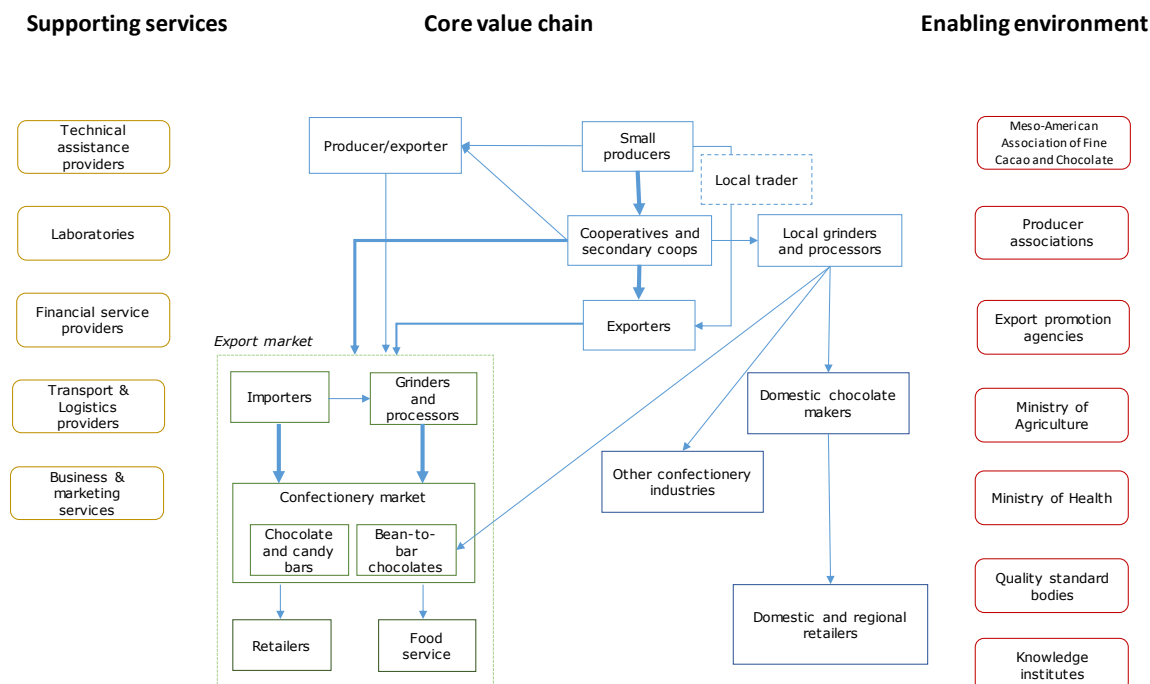 Supporting services
Core value chain
Enabling environment
Technical
assistance
providers
Laboratories
Financial service
providers
Transport &
Logistics
providers
Business &
marketing
services
Producer/exporter
Small
producers
Local trader
Cooperatives and
secondary coops
Local grinders
and processors
Exporters
Export market
Importers
Grinders
and
processors
Confectionery market
Chocolate
and candy
bars
Bean-to-
bar
chocolates
Retailers
Food
service
Domestic chocolate
makers
Other confectionery
industries
Domestic and regional
retailers
Meso-American
Association of Fine
Cacao and Chocolate
Producer
associations
Export promotion
agencies
Ministry of
Agriculture
Ministry of Health
Quality standard
bodies
Knowledge
institutes